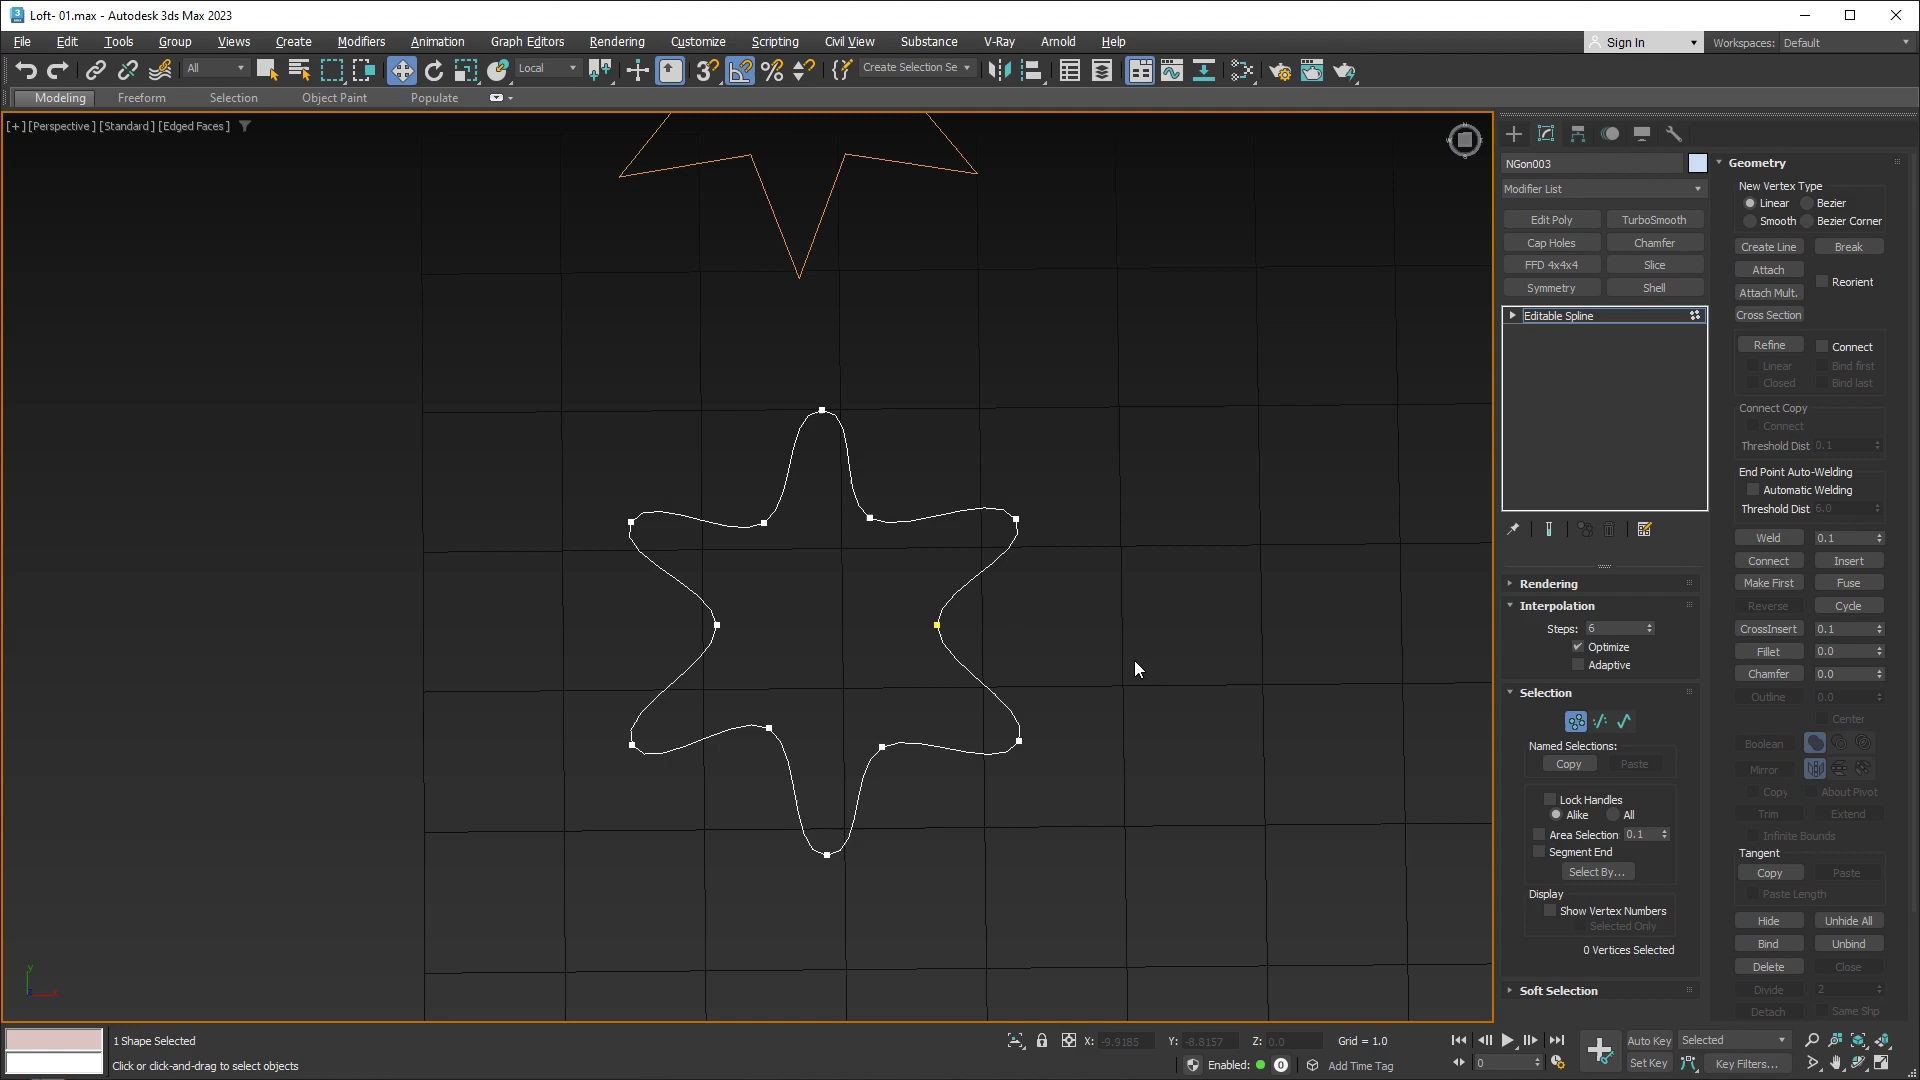 Loft- 01.max - Autodesk 3ds Max 2023
File Edit Tools Group Views Create Modifiers Animation Graph Editors Rendering Customize Scripting Civil View Substance V-Ray Arnold Help
Sign In
Workspaces: Default
All
Local
Create Selection Se
Modeling Freeform Selection Object Paint Populate
[+] [Perspective ] [Standard ] [Edged Faces ]
NGon003
Modifier List
Edit Poly TurboSmooth
Cap Holes Chamfer
FFD 4x4x4 Slice
Symmetry Shell
Editable Spline
Rendering
Interpolation
Steps: 6
Optimize
Adaptive
Selection
Named Selections:
Copy Paste
Lock Handles
Alike All
Area Selection: 0.1
Segment End
Select By...
Display
Show Vertex Numbers
Selected Only
0 Vertices Selected
Soft Selection
Geometry
New Vertex Type
Linear Bezier
Smooth Bezier Corner
Create Line Break
Attach
Reorient
Attach Mult.
Cross Section
Refine Connect
Linear Bind first
Closed Bind last
Connect Copy
Connect
Threshold Dist 0.1
End Point Auto-Welding
Automatic Welding
Threshold Dist 6.0
Weld 0.1
Connect Insert
Make First Fuse
Reverse Cycle
CrossInsert 0.1
Fillet 0.0
Chamfer 0.0
Outline 0.0
Center
Boolean
Mirror
Copy About Pivot
Trim Extend
Infinite Bounds
Tangent
Copy Paste
Paste Length
Hide Unhide All
Bind Unbind
Delete Close
Divide 2
Detach Same Shp
y
1 Shape Selected
Click or click-and-drag to select objects
X: -9.9185 Y: -8.8157 Z: 0.0 Grid = 1.0
Enabled: 0 Add Time Tag
0
Auto Key Selected
Set Key Key Filters...